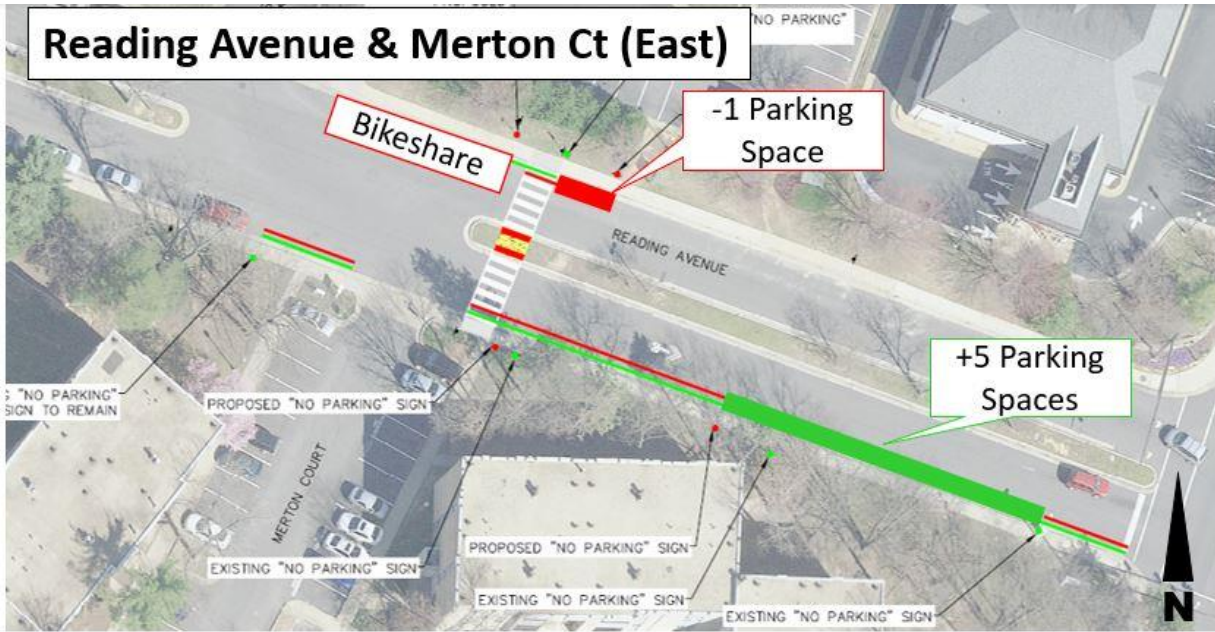 NO PARKING"
Reading Avenue & Merton Ct (East)
Bikeshare
-1 Parking
Space
READING AVENUE
+5 Parking
Spaces
"NO PARKING"
SIGN TO REMAIN
PROPOSED "NO PARKING" SIGN
MERTON COURT
PROPOSED "NO PARKING" SIGN
EXISTING "NO PARKING" SIGN
EXISTING "NO PARKING" SIGN
EXISTING "NO PARKING" SIGN
N